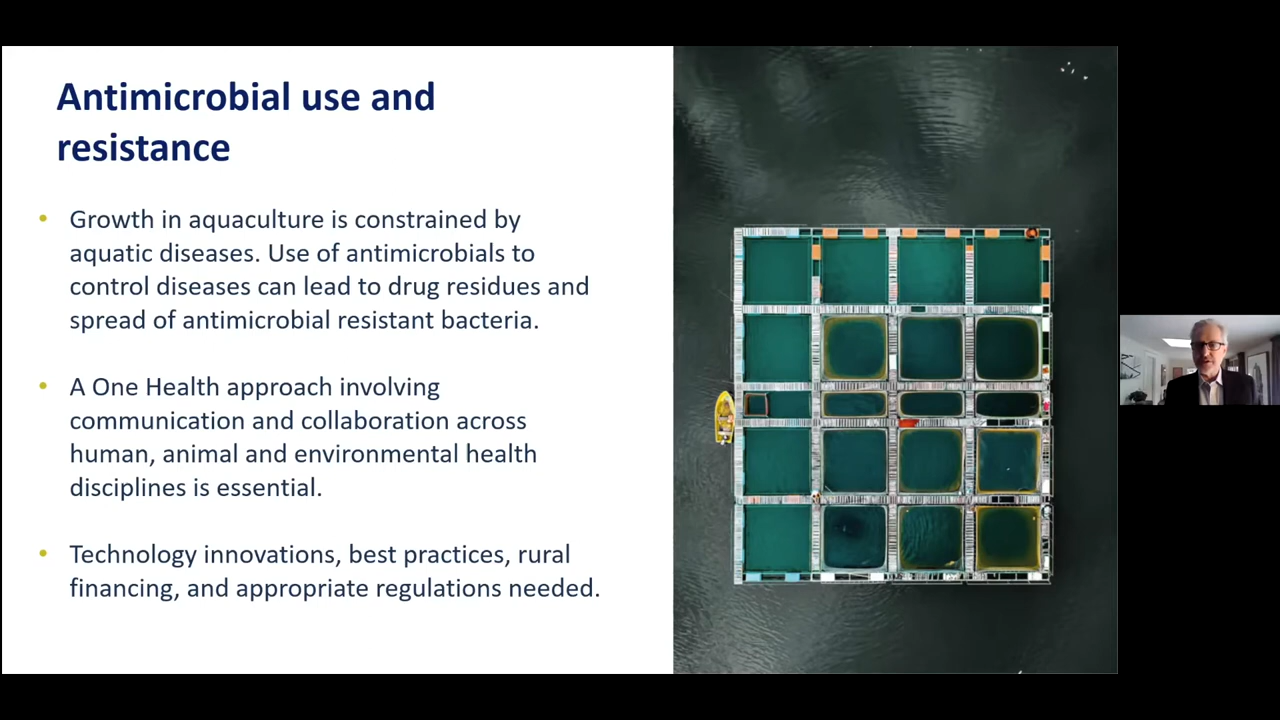 Antimicrobial use and
resistance
• Growth in aquaculture is constrained by
aquatic diseases. Use of antimicrobials to
control diseases can lead to drug residues and
spread of antimicrobial resistant bacteria.
• A One Health approach involving
communication and collaboration across
human, animal and environmental health
disciplines is essential.
• Technology innovations, best practices, rural
financing, and appropriate regulations needed.